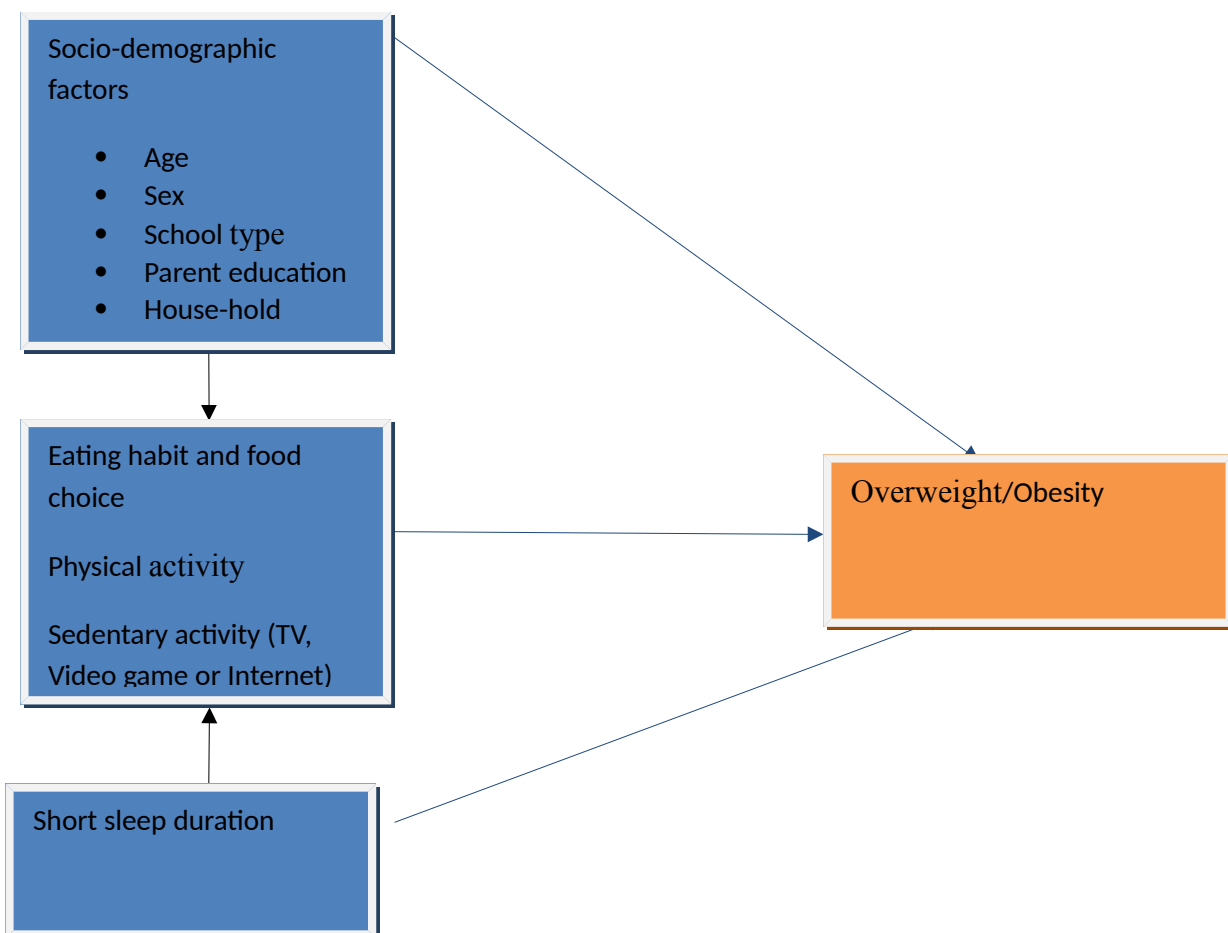 Socio-demographic
factors
• Age
• Sex
• School type
• Parent education
• House-hold
Eating habit and food
choice
Physical activity
Sedentary activity (TV,
Video game or Internet)
Overweight/Obesity
Short sleep duration